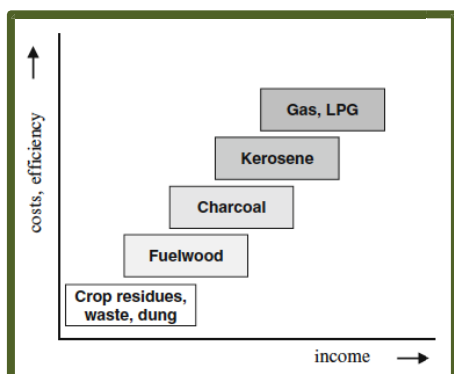 costs, efficiency
Gas, LPG
Kerosene
Charcoal
Fuelwood
Crop residues,
waste, dung
income